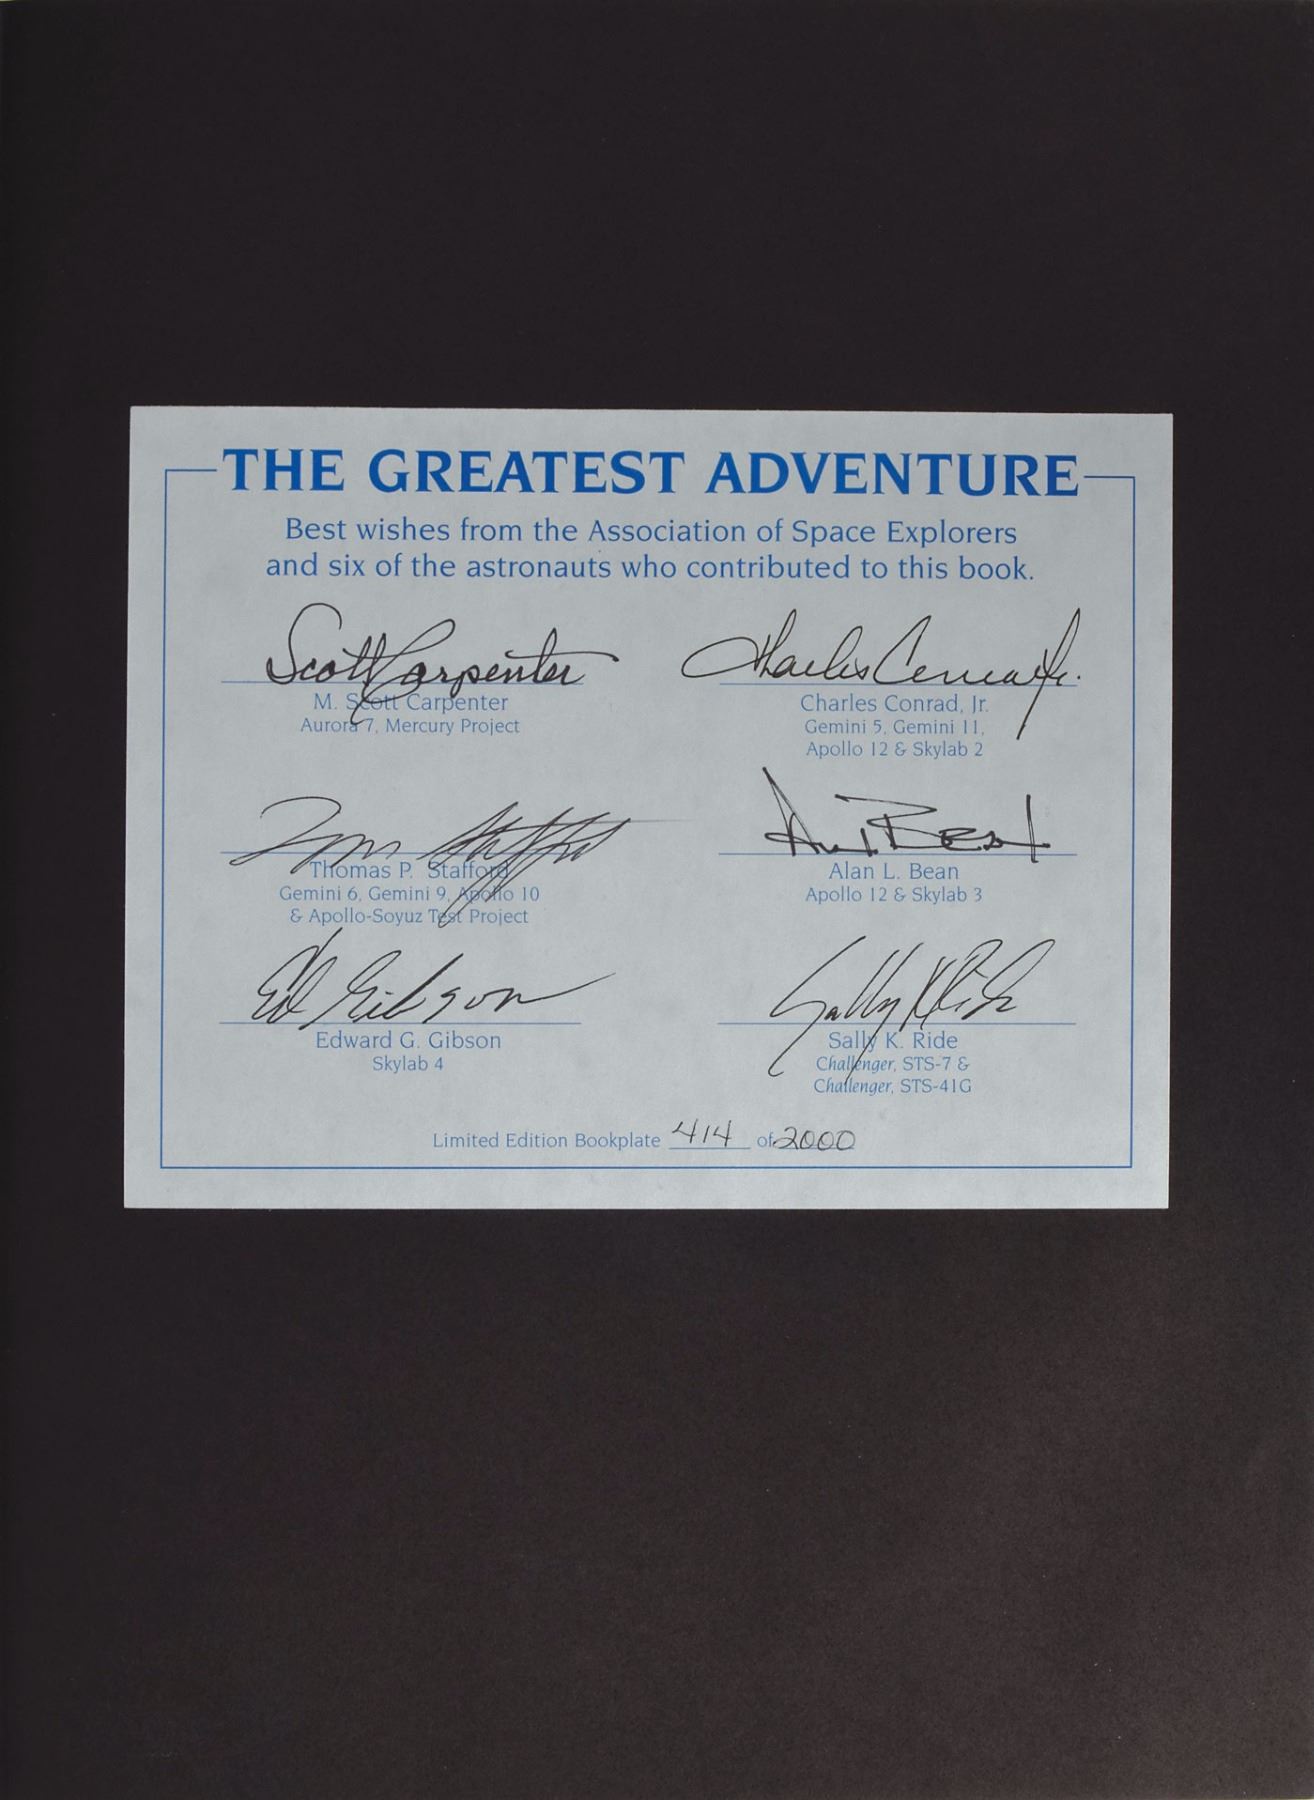 THE GREATEST ADVENTURE
Best wishes from the Association of Space Explorers
and six of the astronauts who contributed to this book.
Scott Carpenter
M. Scott Carpenter
Aurora 7, Mercury Project
Charles Conrad Jr.
Charles Conrad, Jr.
Gemini 5, Gemini 11,
Apollo 12 & Skylab 2
Tom Stafford
Thomas P. Stafford
Gemini 6, Gemini 9, Apollo 10
& Apollo-Soyuz Test Project
Alan Bean
Alan L. Bean
Apollo 12 & Skylab 3
Ed Gibson
Edward G. Gibson
Skylab 4
Sally K Ride
Sally K. Ride
Challenger, STS-7 &
Challenger, STS-41G
Limited Edition Bookplate 414 of 2000